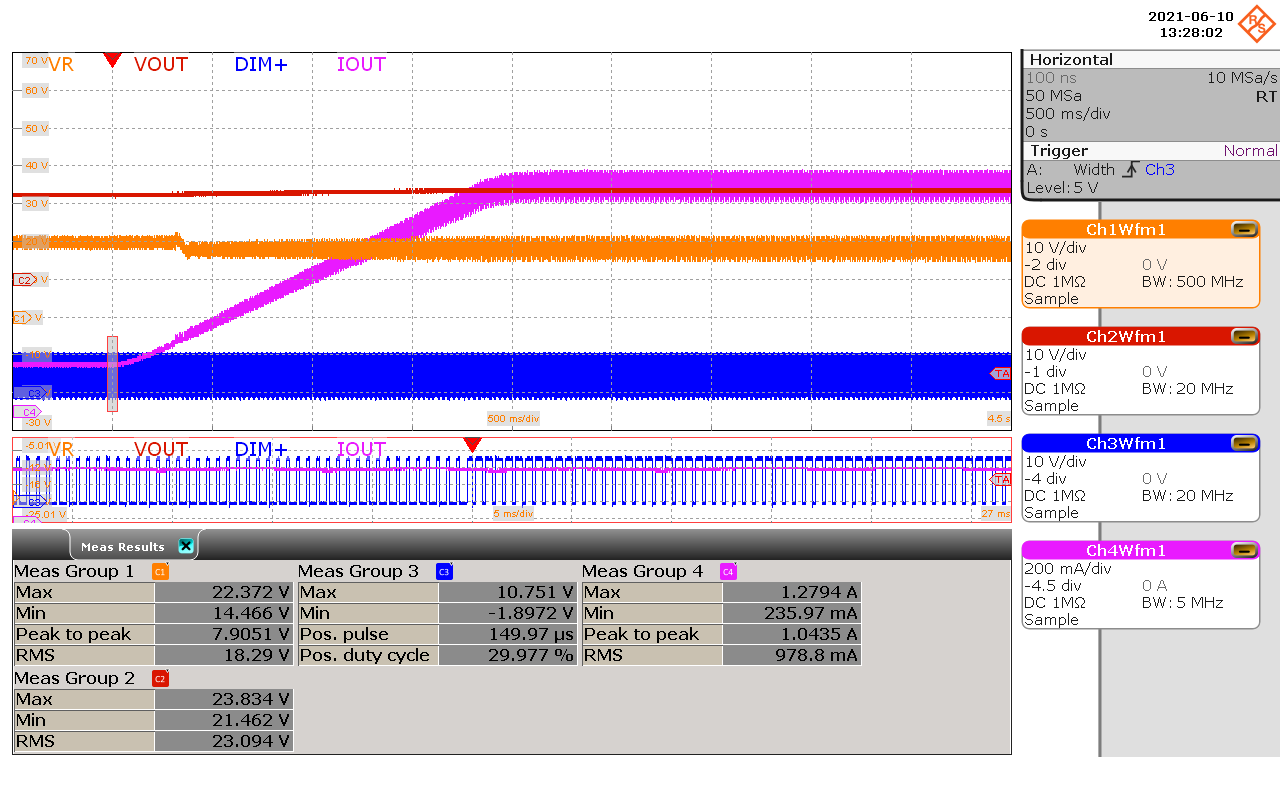 2021-06-10
13:28:02
R&S
70 V VR VOUT DIM+ IOUT
60 V
50 V
40 V
30 V
20 V
C2 V
C1 V
-10 V
C3
C4
-30 V
500 ms/div
4.5 s
TA
-5.01 VR VOUT DIM+ IOUT
TA
-25.01 V
5 ms/div
27 ms
C4
Horizontal
100 ns 10 MSa/s
50 MSa RT
500 ms/div
0 s
Trigger Normal
A: Width Ch3
Level: 5 V
Ch1Wfm1
10 V/div
-2 div 0 V
DC 1MΩ BW: 500 MHz
Sample
Ch2Wfm1
10 V/div
-1 div 0 V
DC 1MΩ BW: 20 MHz
Sample
Ch3Wfm1
10 V/div
-4 div 0 V
DC 1MΩ BW: 20 MHz
Sample
Ch4Wfm1
200 mA/div
-4.5 div 0 A
DC 1MΩ BW: 5 MHz
Sample
Meas Results
Meas Group 1 C1 Meas Group 3 C3 Meas Group 4 C4
Max 22.372 V Max 10.751 V Max 1.2794 A
Min 14.466 V Min -1.8972 V Min 235.97 mA
Peak to peak 7.9051 V Pos. pulse 149.97 µs Peak to peak 1.0435 A
RMS 18.29 V Pos. duty cycle 29.977 % RMS 978.8 mA
Meas Group 2 C2
Max 23.834 V
Min 21.462 V
RMS 23.094 V